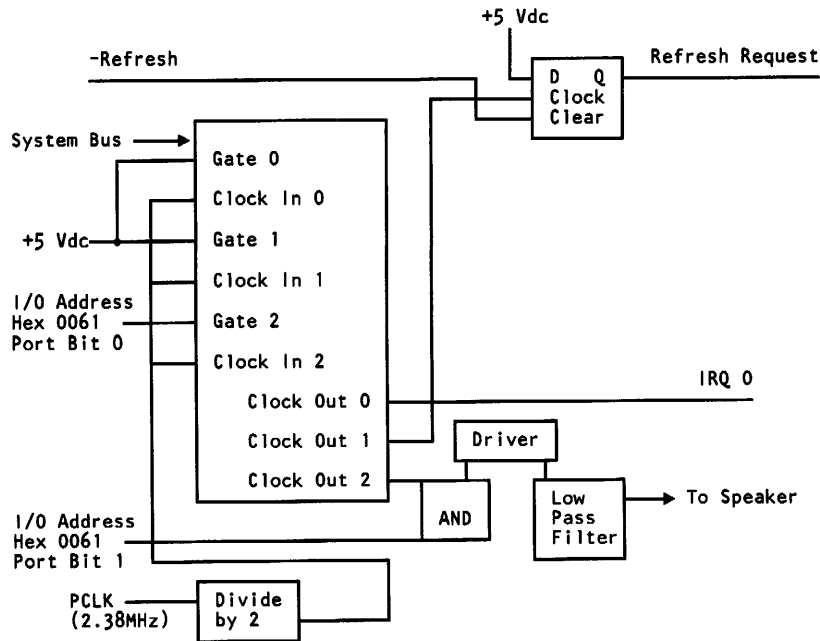 +5 Vdc
-Refresh
Refresh Request
D Q
Clock
Clear
System Bus
Gate 0
Clock In 0
+5 Vdc
Gate 1
Clock In 1
I/O Address
Hex 0061
Port Bit 0
Gate 2
Clock In 2
Clock Out 0
IRQ 0
Clock Out 1
Driver
Clock Out 2
AND
Low
Pass
Filter
To Speaker
I/O Address
Hex 0061
Port Bit 1
PCLK
(2.38MHz)
Divide
by 2